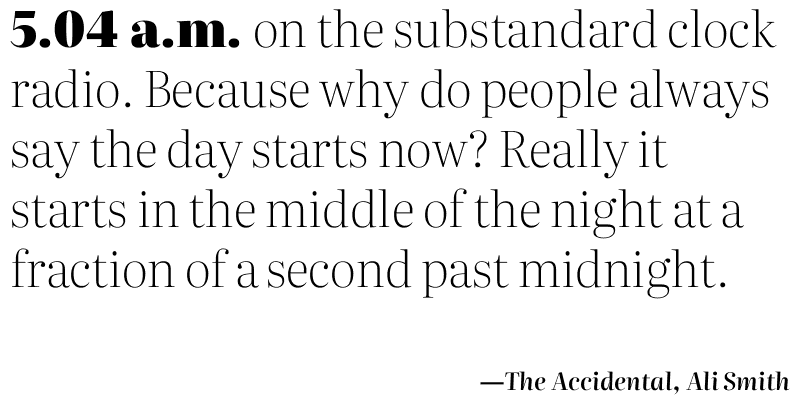 5.04 a.m. on the substandard clock
radio. Because why do people always
say the day starts now? Really it
starts in the middle of the night at a
fraction of a second past midnight.
—The Accidental, Ali Smith